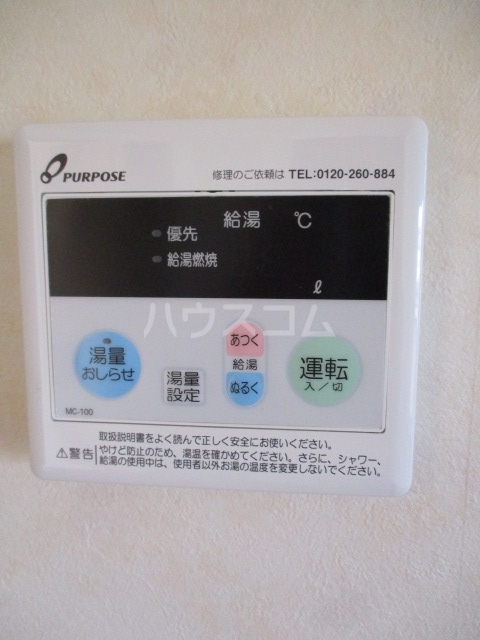 PURPOSE
修理のご依頼は TEL:0120-260-884
給湯 ℃
優先
給湯燃焼
ℓ
ハウスコム
湯量
おしらせ
湯量
設定
あつく
給湯
ぬるく
運転
入/切
MC-100
取扱説明書をよく読んで正しく安全にお使いください。
⚠警告
やけど防止のため、湯温を確かめてください。さらに、シャワー、
給湯の使用中は、使用者以外お湯の温度を変更しないでください。